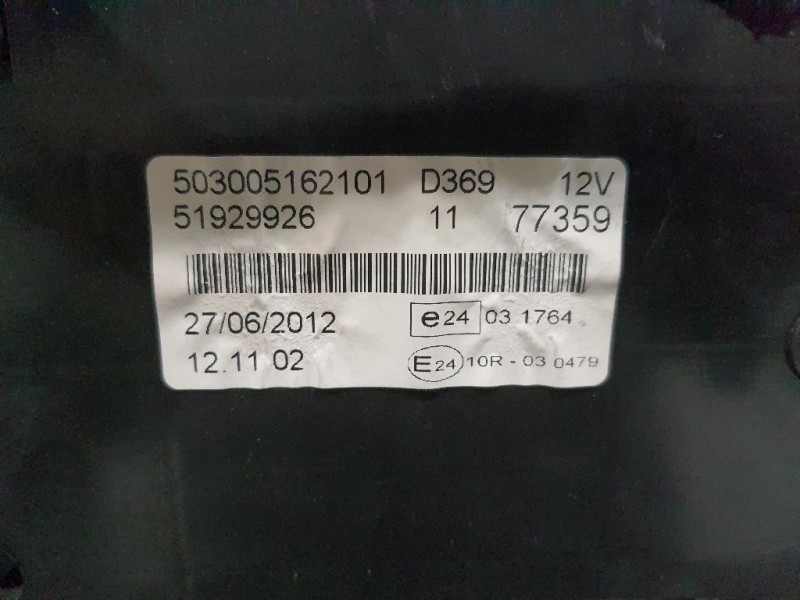 503005162101 D369 12V
51929926 11 77359
27/06/2012 e24 03 1764
12.11 02 E24 10R - 03 0479